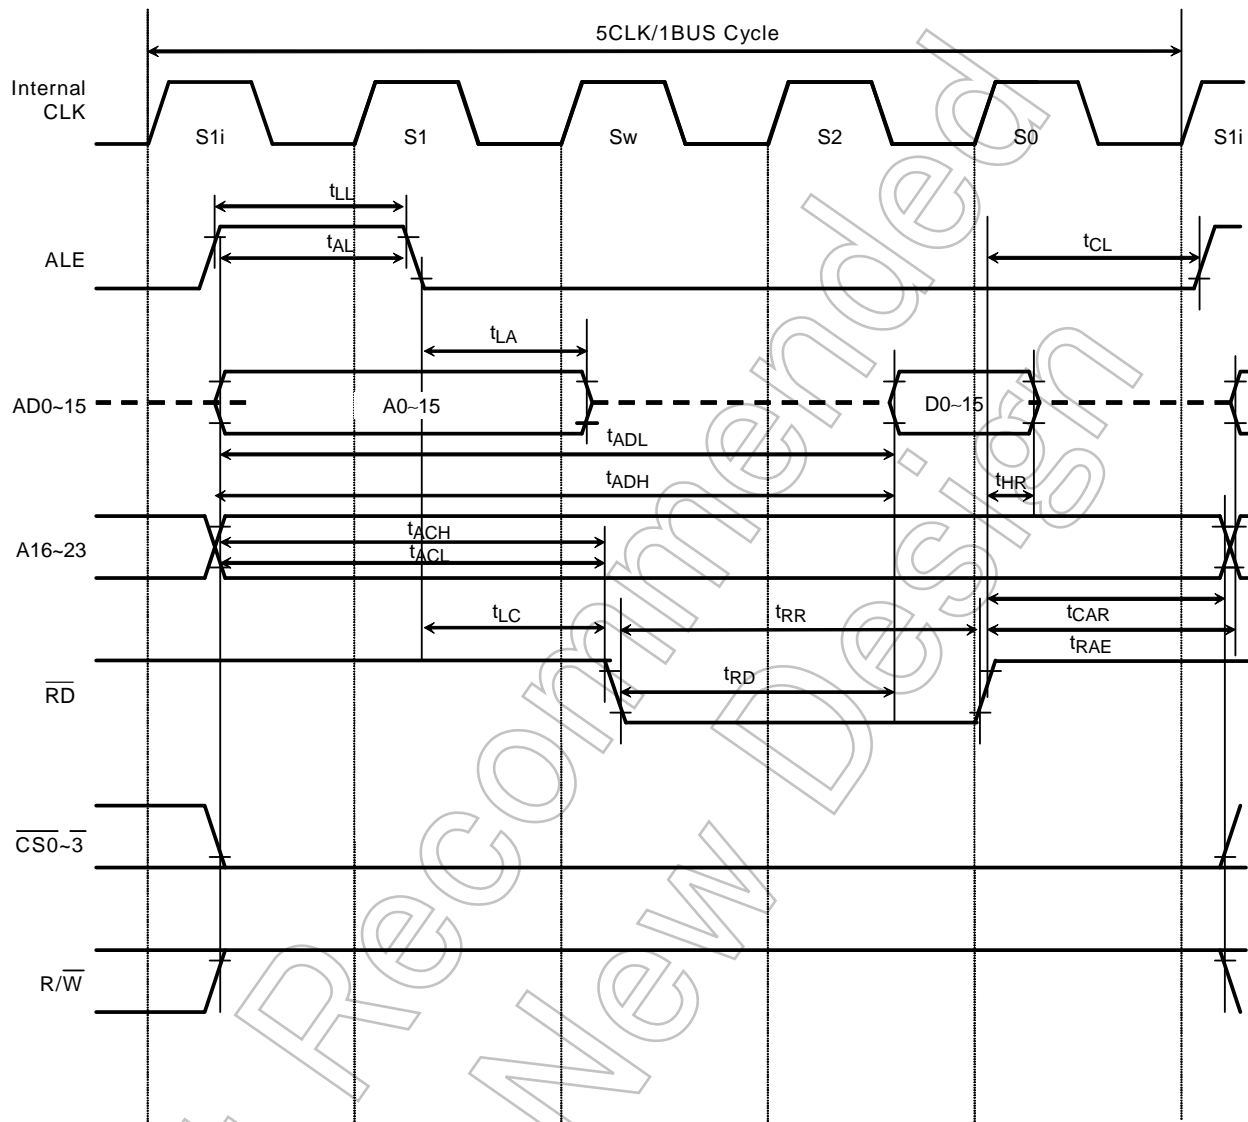 5CLK/1BUS Cycle
Internal
CLK
S1i S1 Sw S2 S0 S1i
tLL
ALE
tAL
tCL
tLA
AD0~15
A0~15
D0~15
tADL
tADH
tHR
A16~23
tACH
tACL
tLC
tRR
tCAR
tRAE
RD
tRD
CS0~3
R/W
Recommended
New Design